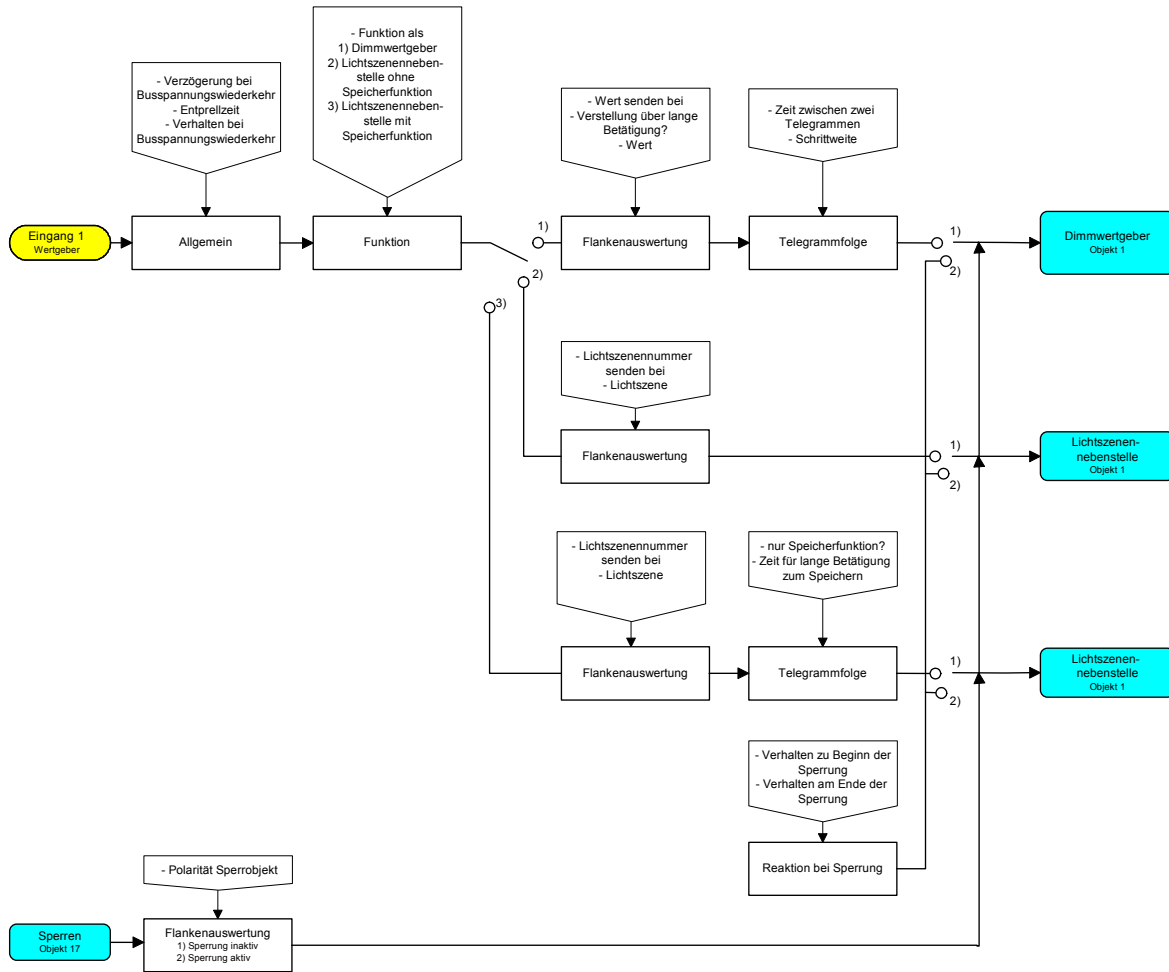 - Funktion als
1) Dimmwertgeber
2) Lichtszenenneben-
stelle ohne
Speicherfunktion
3) Lichtszenennebe-
stelle mit
Speicherfunktion
- Verzögerung bei
Busspannungswiederkehr
- Entprellzeit
- Verhalten bei
Busspannungswiederkehr
- Wert senden bei
- Verstellung über lange
Betätigung?
- Wert
- Zeit zwischen zwei
Telegrammen
- Schrittweite
Eingang 1
Wertgeber
Allgemein
Funktion
1)
2)
3)
Flankenauswertung
Telegrammfolge
1)
2)
Dimmwertgeber
Objekt 1
- Lichtszenennummer
senden bei
- Lichtszene
Flankenauswertung
1)
2)
Lichtszenen-
nebenstelle
Objekt 1
- Lichtszenennummer
senden bei
- Lichtszene
- nur Speicherfunktion?
- Zeit für lange Betätigung
zum Speichern
Flankenauswertung
Telegrammfolge
1)
2)
Lichtszenen-
nebenstelle
Objekt 1
- Verhalten zu Beginn der
Sperrung
- Verhalten am Ende der
Sperrung
Reaktion bei Sperrung
- Polarität Sperrobjekt
Sperren
Objekt 17
Flankenauswertung
1) Sperrung inaktiv
2) Sperrung aktiv